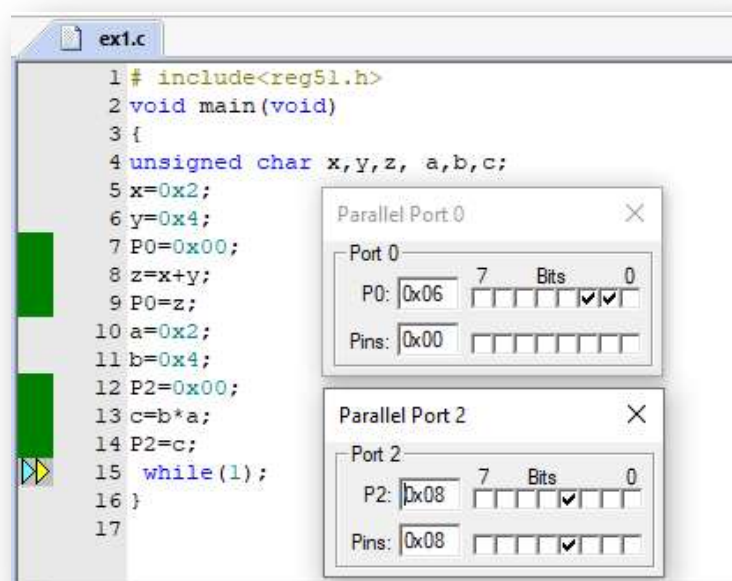 ex1.c
1 # include<reg51.h>
2 void main(void)
3 {
4 unsigned char x,y,z, a,b,c;
5 x=0x2;
6 y=0x4;
7 P0=0x00;
8 z=x+y;
9 P0=z;
10 a=0x2;
11 b=0x4;
12 P2=0x00;
13 c=b*a;
14 P2=c;
15 while(1);
16 }
17
Parallel Port 0
Port 0
7 Bits 0
P0: 0x06
Pins: 0x00
Parallel Port 2
Port 2
7 Bits 0
P2: 0x08
Pins: 0x08